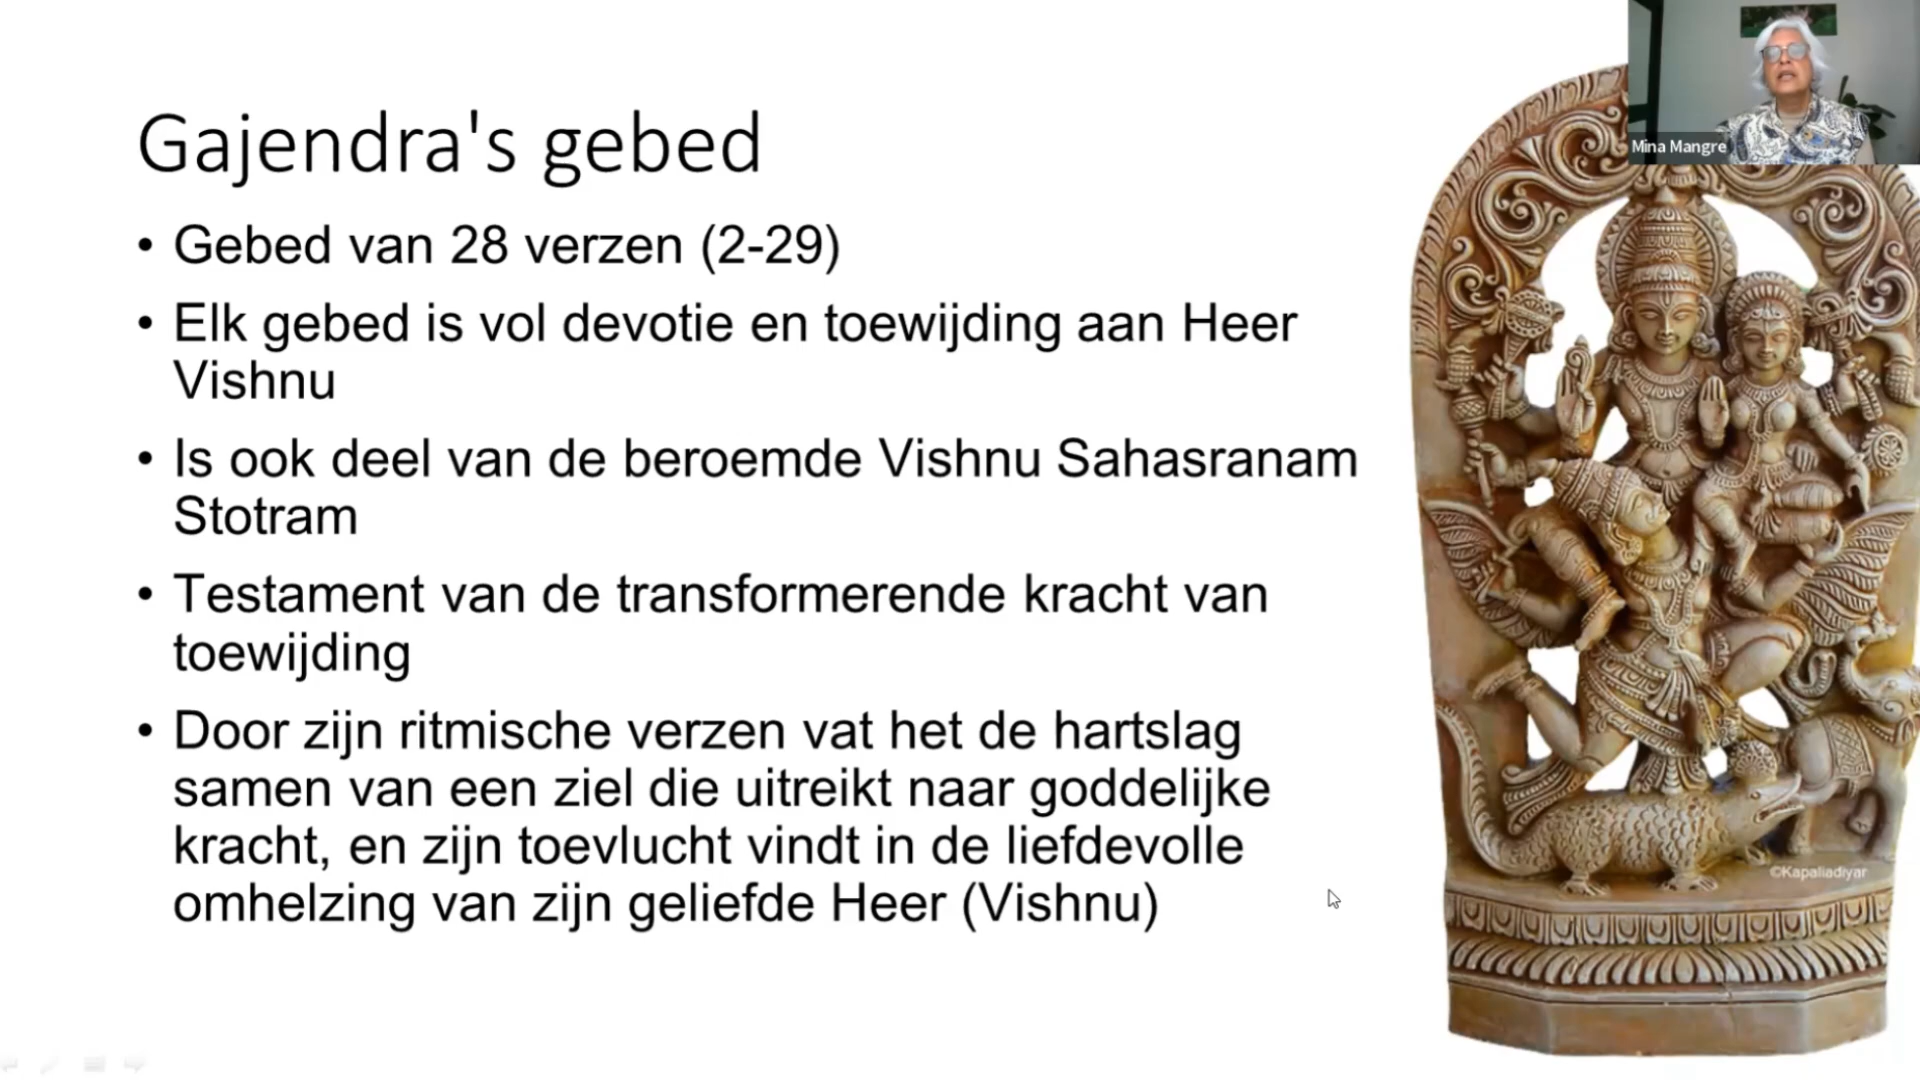 Mina Mangre
Gajendra's gebed
• Gebed van 28 verzen (2-29)
• Elk gebed is vol devotie en toewijding aan Heer
Vishnu
• Is ook deel van de beroemde Vishnu Sahasranam
Stotram
• Testament van de transformerende kracht van
toewijding
• Door zijn ritmische verzen vat het de hartslag
samen van een ziel die uitreikt naar goddelijke
kracht, en zijn toevlucht vindt in de liefdevolle
omhelzing van zijn geliefde Heer (Vishnu)
©Kapaliadiyar